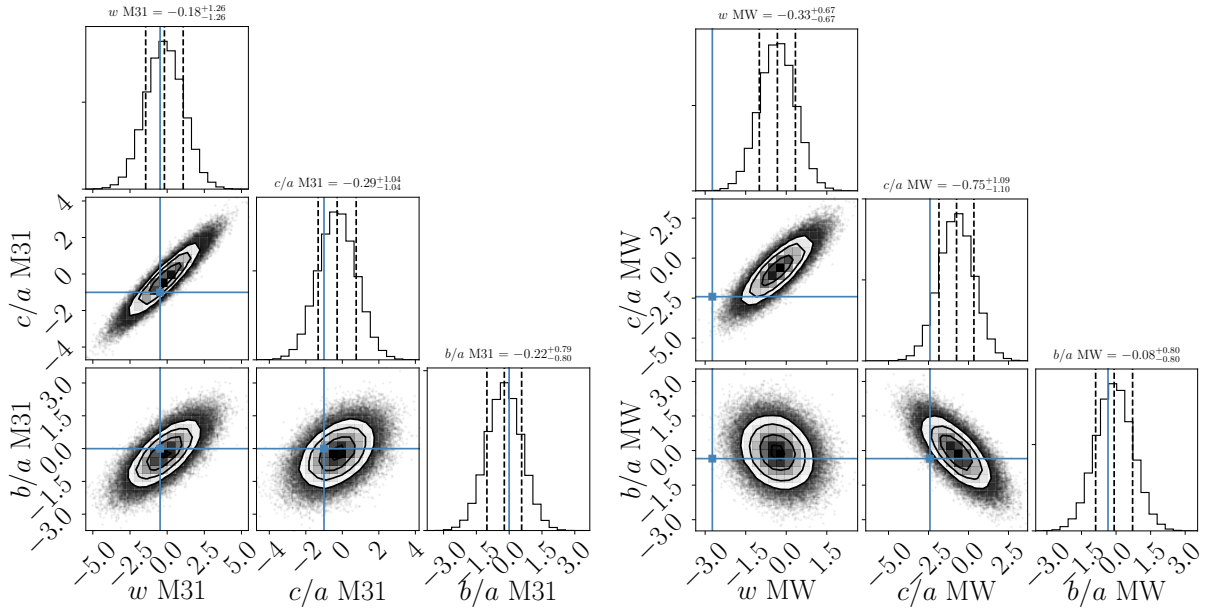 w M31 = −0.18 +1.26 −1.26
w MW = −0.33 +0.67 −0.67
c/a M31 = −0.29 +1.04 −1.04
c/a MW = −0.75 +1.09 −1.10
c/a M31
4
2
0
−2
−4
c/a MW
2.5
0.0
−2.5
−5.0
b/a M31 = −0.22 +0.79 −0.80
b/a MW = −0.08 +0.80 −0.80
b/a M31
3.0
1.5
0.0
−1.5
−3.0
b/a MW
3.0
1.5
0.0
−1.5
−3.0
−5.0 −2.5 0.0 2.5 5.0
−4 −2 0 2 4
−3.0 −1.5 0.0 1.5 3.0
−3.0 −1.5 0.0 1.5
−5.0 −2.5 0.0 2.5
−3.0 −1.5 0.0 1.5 3.0
w M31 c/a M31 b/a M31
w MW c/a MW b/a MW